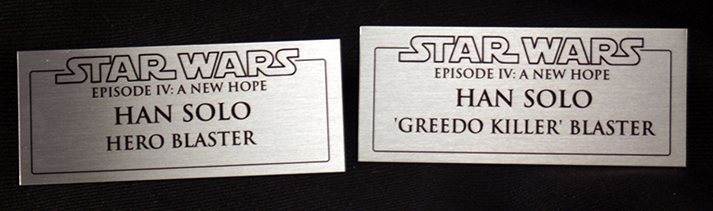 STAR WARS
EPISODE IV: A NEW HOPE
HAN SOLO
HERO BLASTER
STAR WARS
EPISODE IV: A NEW HOPE
HAN SOLO
'GREEDO KILLER' BLASTER